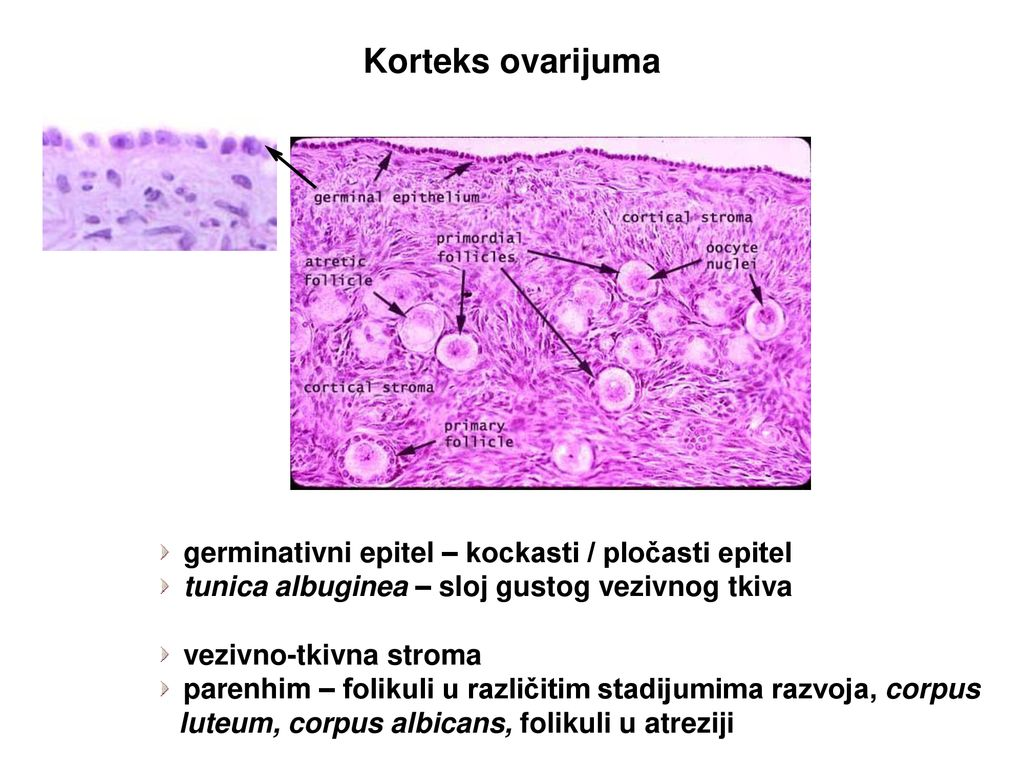 Korteks ovarijuma
germinal epithelium
cortical stroma
primordial
follicles
oocyte
nuclei
atretic
follicle
cortical stroma
primary
follicle
germinativni epitel – kockasti / pločasti epitel
tunica albuginea – sloj gustog vezivnog tkiva
vezivno-tkivna stroma
parenhim – folikuli u različitim stadijumima razvoja, corpus
luteum, corpus albicans, folikuli u atreziji